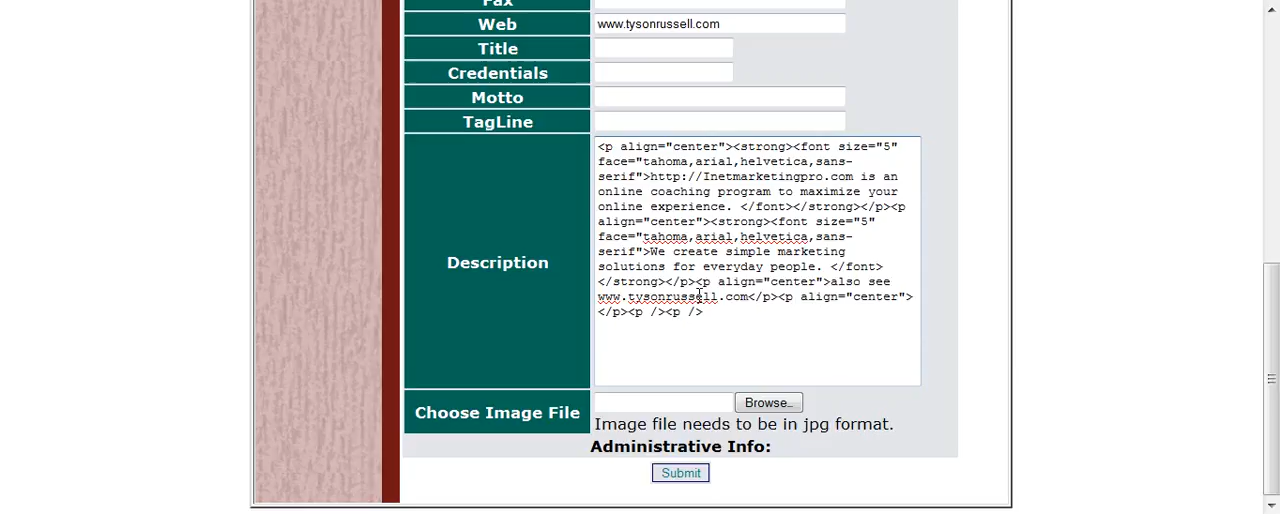 Fax
Web www.tysonrussell.com
Title
Credentials
Motto
TagLine
<p align="center"><strong><font size="5"
face="tahoma,arial,helvetica,sans-
serif">http://Inetmarketingpro.com is an
online coaching program to maximize your
online experience. </font></strong></p><p
align="center"><strong><font size="5"
face="tahoma,arial,helvetica,sans-
serif">We create simple marketing
solutions for everyday people. </font>
</strong></p><p align="center">also see
www.tysonrussell.com</p><p align="center">
</p><p /><p />
Description
Choose Image File Browse...
Image file needs to be in jpg format.
Administrative Info:
Submit